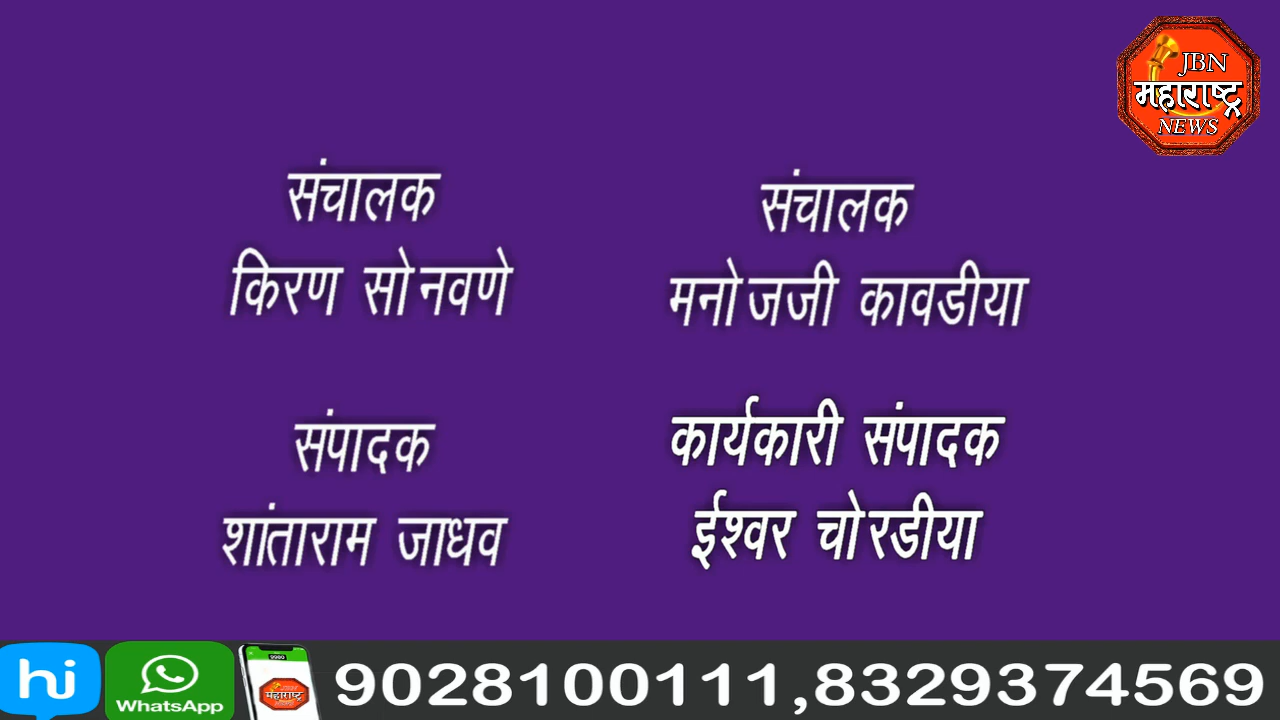 JBN
महाराष्ट्र
NEWS
संचालक
किरण सोनवणे
संचालक
मनोजजी कावडीया
संपादक
शांताराम जाधव
कार्यकारी संपादक
ईश्वर चोरडीया
hi
WhatsApp
महाराष्ट्र
9028100111,8329374569